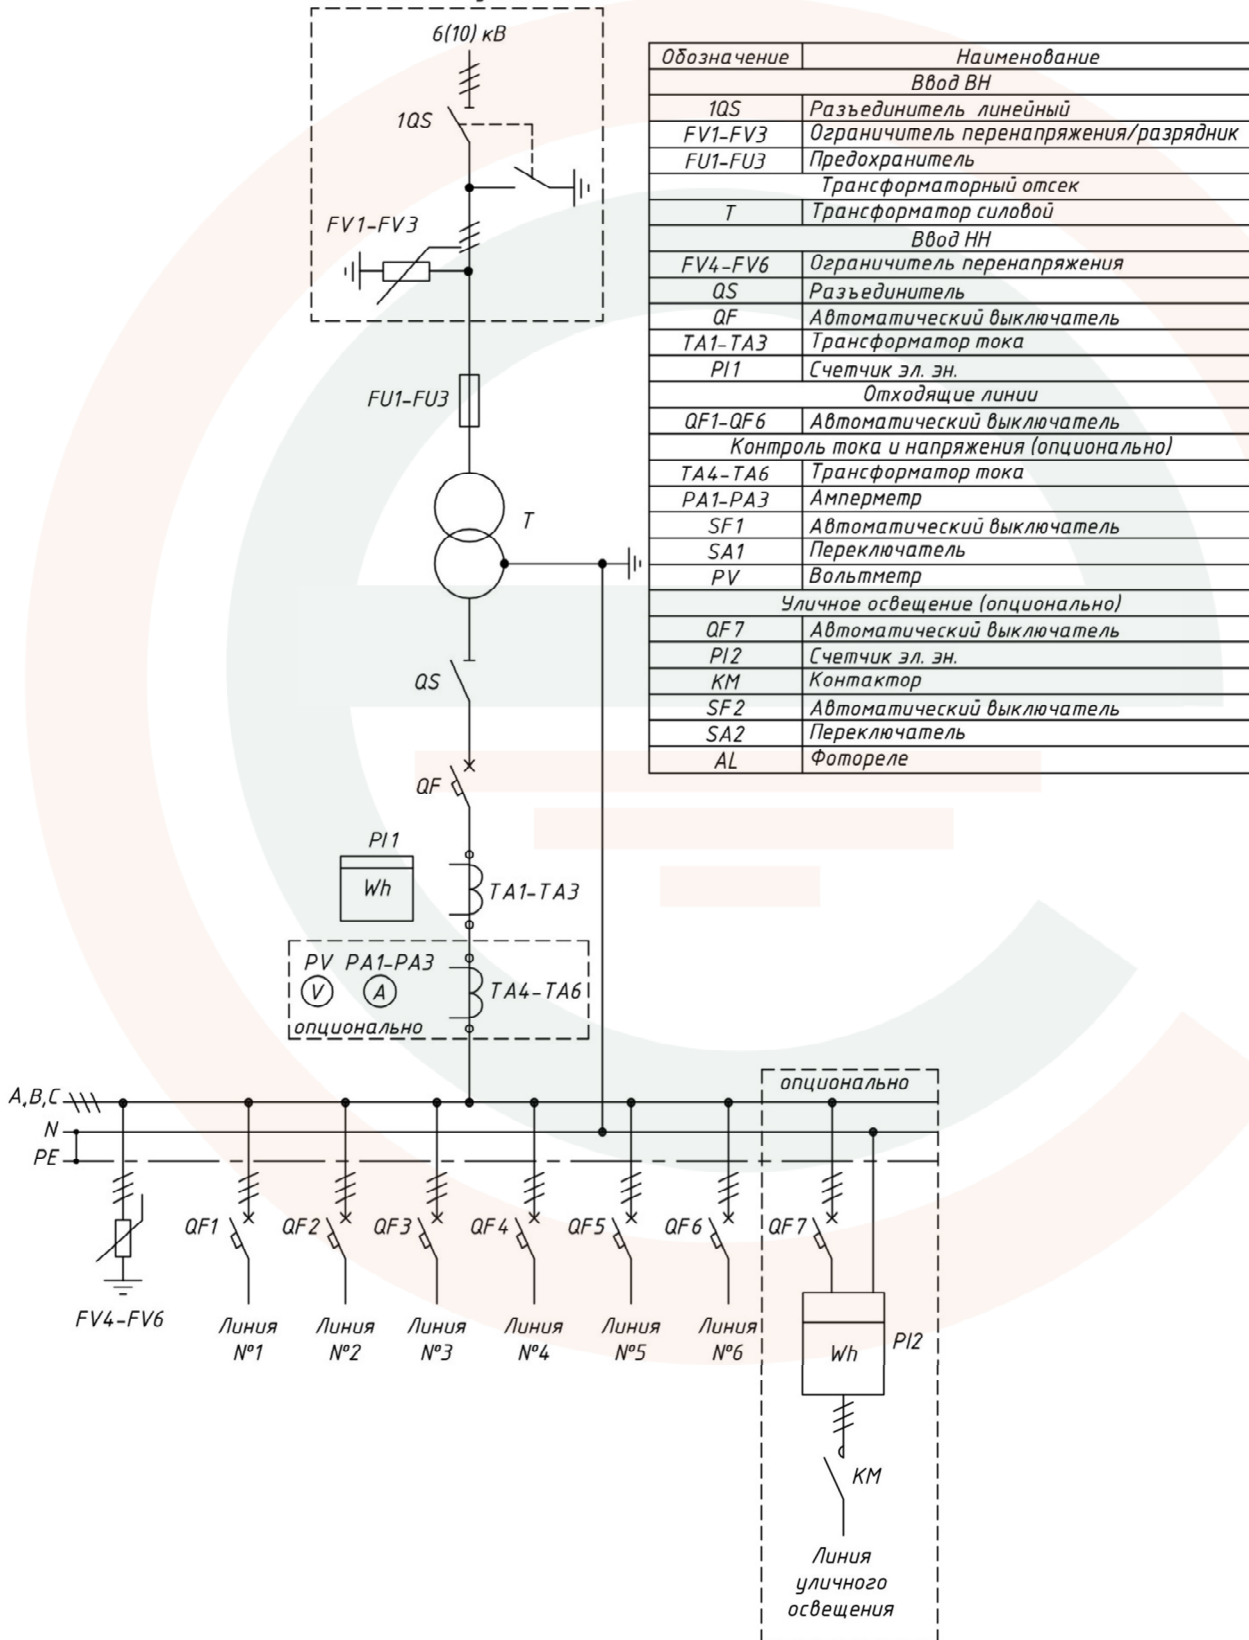 6(10) кВ
1QS
FV1-FV3
FU1-FU3
T
QS
QF
PI1
Wh
TA1-TA3
PV PA1-PA3
V A
TA4-TA6
опционально
Обозначение Наименование
Ввод ВН
1QS Разъединитель линейный
FV1-FV3 Ограничитель перенапряжения/разрядник
FU1-FU3 Предохранитель
Трансформаторный отсек
T Трансформатор силовой
Ввод НН
FV4-FV6 Ограничитель перенапряжения
QS Разъединитель
QF Автоматический выключатель
TA1-TA3 Трансформатор тока
PI1 Счетчик эл. эн.
Отходящие линии
QF1-QF6 Автоматический выключатель
Контроль тока и напряжения (опционально)
TA4-TA6 Трансформатор тока
PA1-PA3 Амперметр
SF1 Автоматический выключатель
SA1 Переключатель
PV Вольтметр
Уличное освещение (опционально)
QF7 Автоматический выключатель
PI2 Счетчик эл. эн.
KM Контактор
SF2 Автоматический выключатель
SA2 Переключатель
AL Фотореле
опционально
A,B,C
N
PE
QF1 QF2 QF3 QF4 QF5 QF6 QF7
FV4-FV6
Линия Линия Линия Линия Линия Линия
№1 №2 №3 №4 №5 №6
Wh
PI2
KM
Линия
уличного
освещения